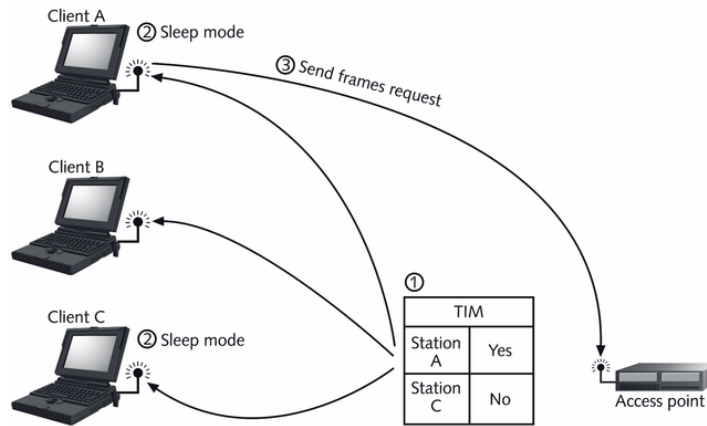 Client A
② Sleep mode
③ Send frames request
Client B
①
TIM
Station
A
Yes
Station
C
No
Client C
② Sleep mode
Access point